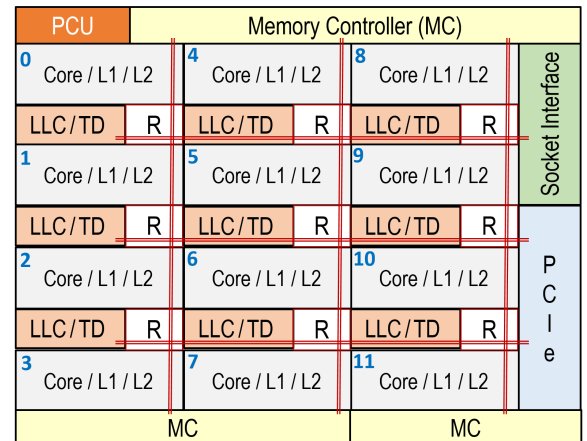 PCU Memory Controller (MC)
0 4 8
Core / L1 / L2 Core / L1 / L2 Core / L1 / L2
LLC/TD R LLC/TD R LLC/TD R
Socket Interface
1 5 9
Core / L1 / L2 Core / L1 / L2 Core / L1 / L2
LLC/TD R LLC/TD R LLC/TD R
2 6 10
Core / L1 / L2 Core / L1 / L2 Core / L1 / L2
LLC/TD R LLC/TD R LLC/TD R
PCIe
3 7 11
Core / L1 / L2 Core / L1 / L2 Core / L1 / L2
MC MC